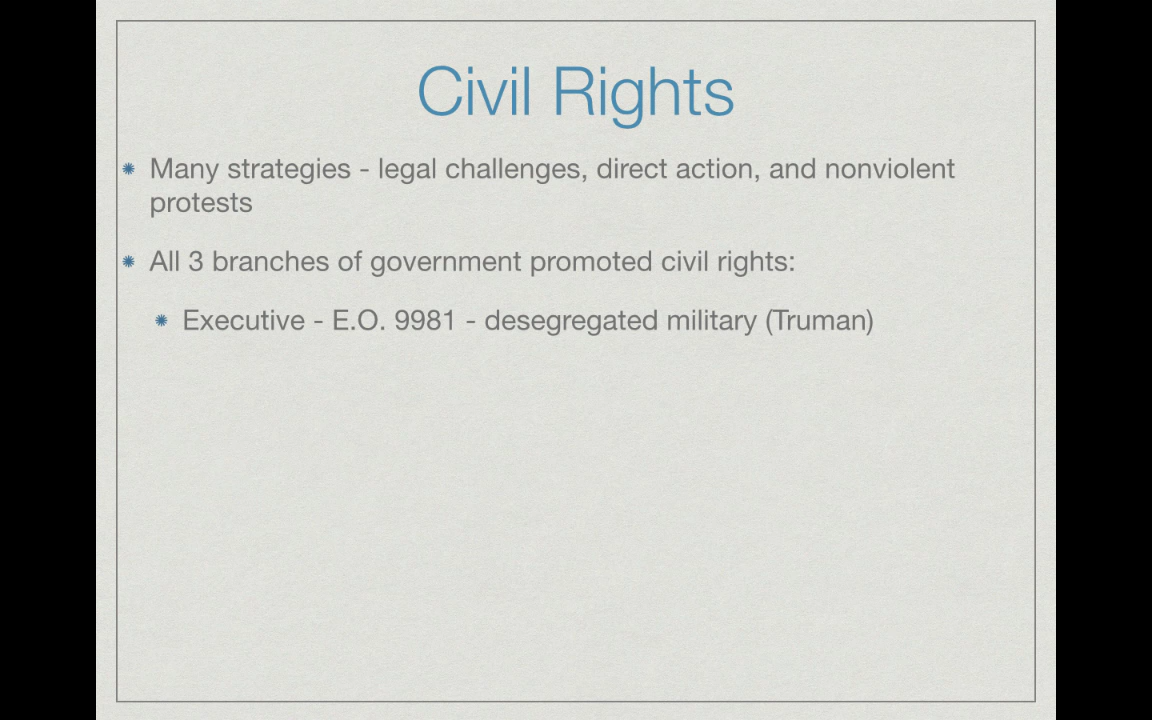 Civil Rights
Many strategies - legal challenges, direct action, and nonviolent
protests
All 3 branches of government promoted civil rights:
Executive - E.O. 9981 - desegregated military (Truman)